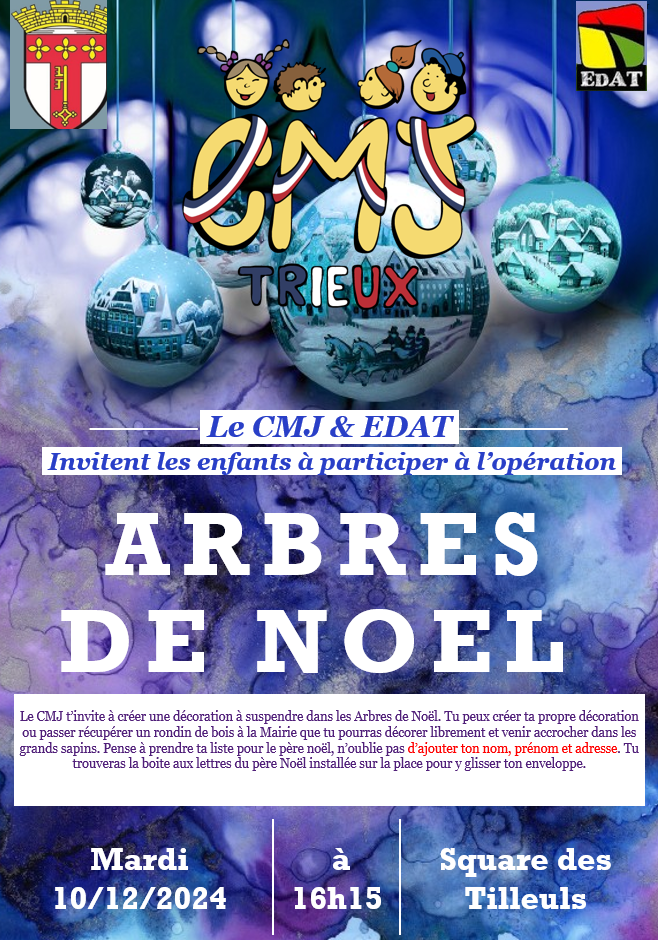 EDAT
CMJ
TRIEUX
Le CMJ & EDAT
Invitent les enfants à participer à l'opération
ARBRES
DE NOEL
Le CMJ t'invite à créer une décoration à suspendre dans les Arbres de Noël. Tu peux créer ta propre décoration
ou passer récupérer un rondin de bois à la Mairie que tu pourras décorer librement et venir accrocher dans les
grands sapins. Pense à prendre ta liste pour le père noël, n'oublie pas d'ajouter ton nom, prénom et adresse. Tu
trouveras la boite aux lettres du père Noël installée sur la place pour y glisser ton enveloppe.
Mardi
10/12/2024
à
16h15
Square des
Tilleuls